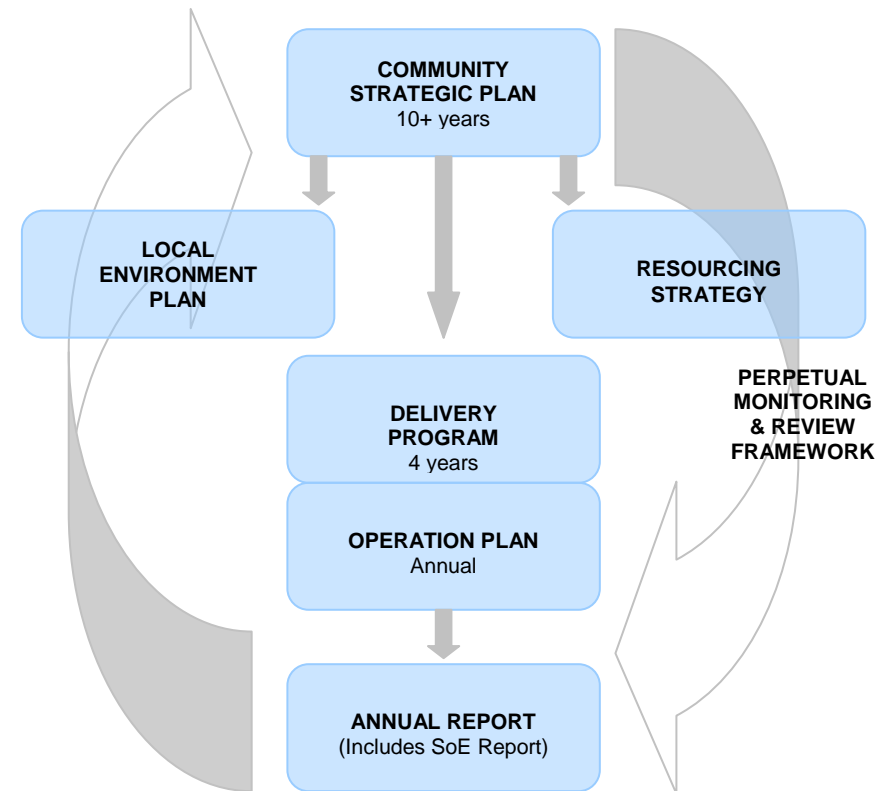 COMMUNITY
STRATEGIC PLAN
10+ years
LOCAL
ENVIRONMENT
PLAN
RESOURCING
STRATEGY
PERPETUAL
MONITORING
& REVIEW
FRAMEWORK
DELIVERY
PROGRAM
4 years
OPERATION PLAN
Annual
ANNUAL REPORT
(Includes SoE Report)